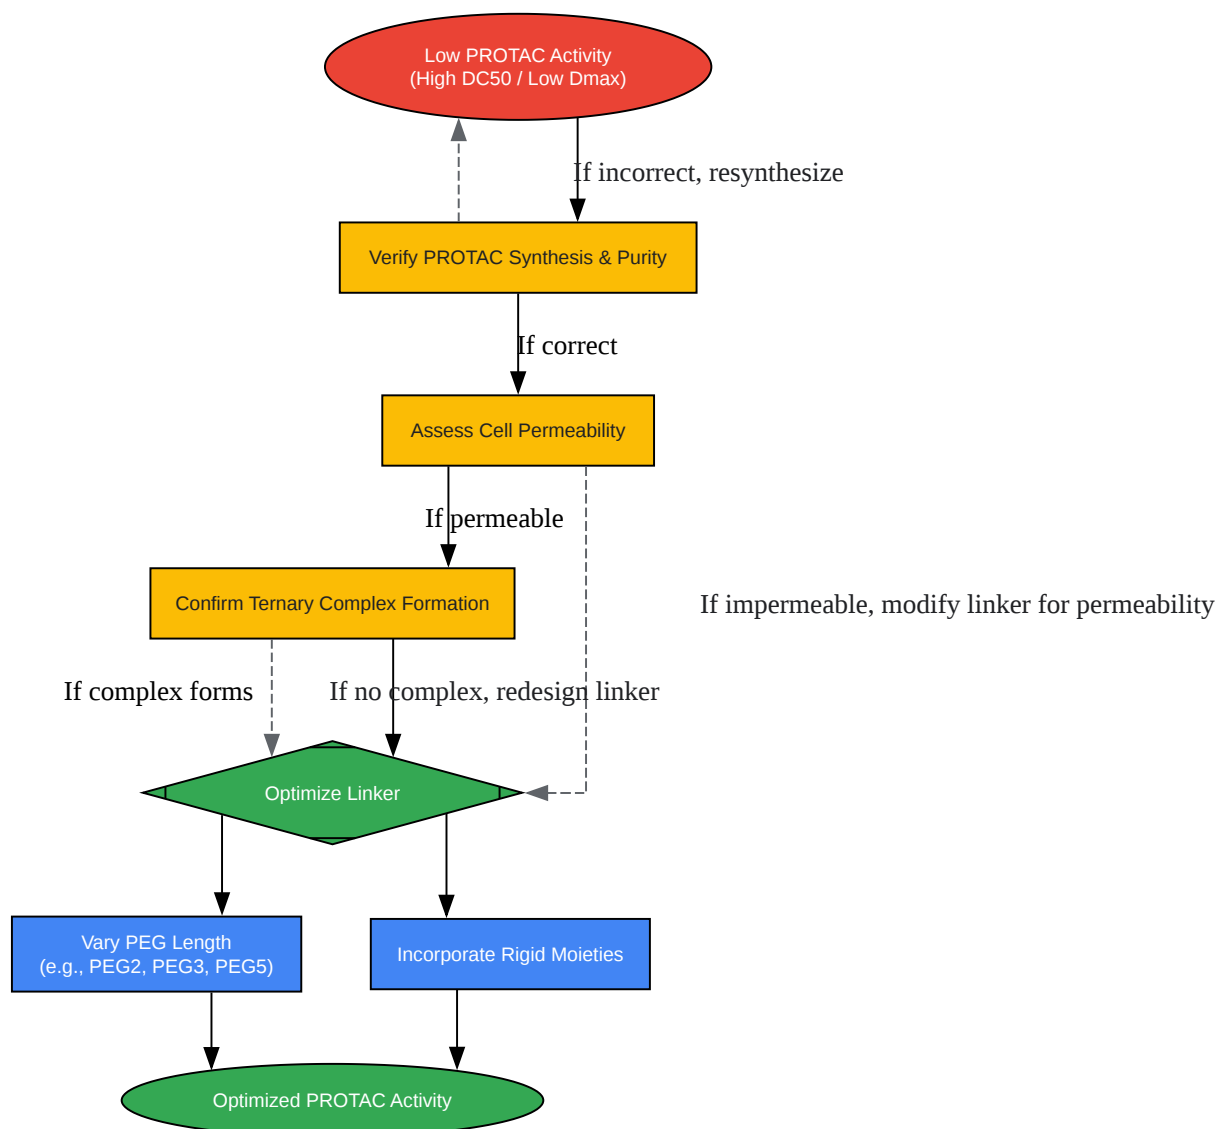 Low PROTAC Activity
(High DC50 / Low Dmax)
If incorrect, resynthesize
Verify PROTAC Synthesis & Purity
If correct
Assess Cell Permeability
If permeable
Confirm Ternary Complex Formation
If impermeable, modify linker for permeability
If complex forms
If no complex, redesign linker
Optimize Linker
Vary PEG Length
(e.g., PEG2, PEG3, PEG5)
Incorporate Rigid Moieties
Optimized PROTAC Activity